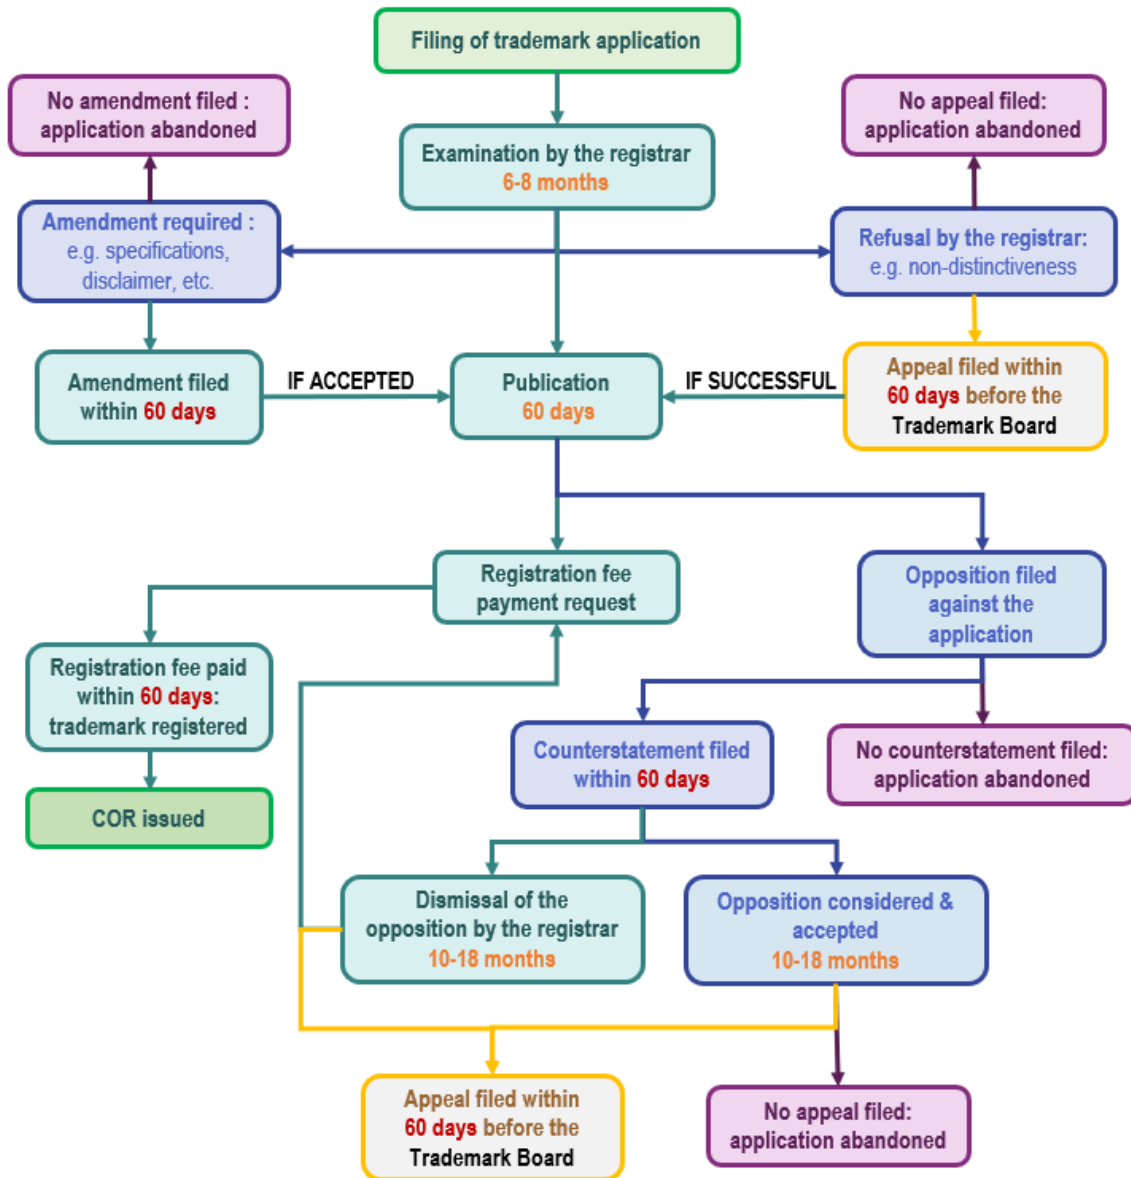 Filing of trademark application
No amendment filed :
application abandoned
No appeal filed:
application abandoned
Examination by the registrar
6-8 months
Amendment required :
e.g. specifications,
disclaimer, etc.
Refusal by the registrar:
e.g. non-distinctiveness
Amendment filed
within 60 days
IF ACCEPTED
Publication
60 days
IF SUCCESSFUL
Appeal filed within
60 days before the
Trademark Board
Registration fee
payment request
Opposition filed
against the
application
Registration fee paid
within 60 days:
trademark registered
Counterstatement filed
within 60 days
No counterstatement filed:
application abandoned
COR issued
Dismissal of the
opposition by the registrar
10-18 months
Opposition considered &
accepted
10-18 months
Appeal filed within
60 days before the
Trademark Board
No appeal filed:
application abandoned